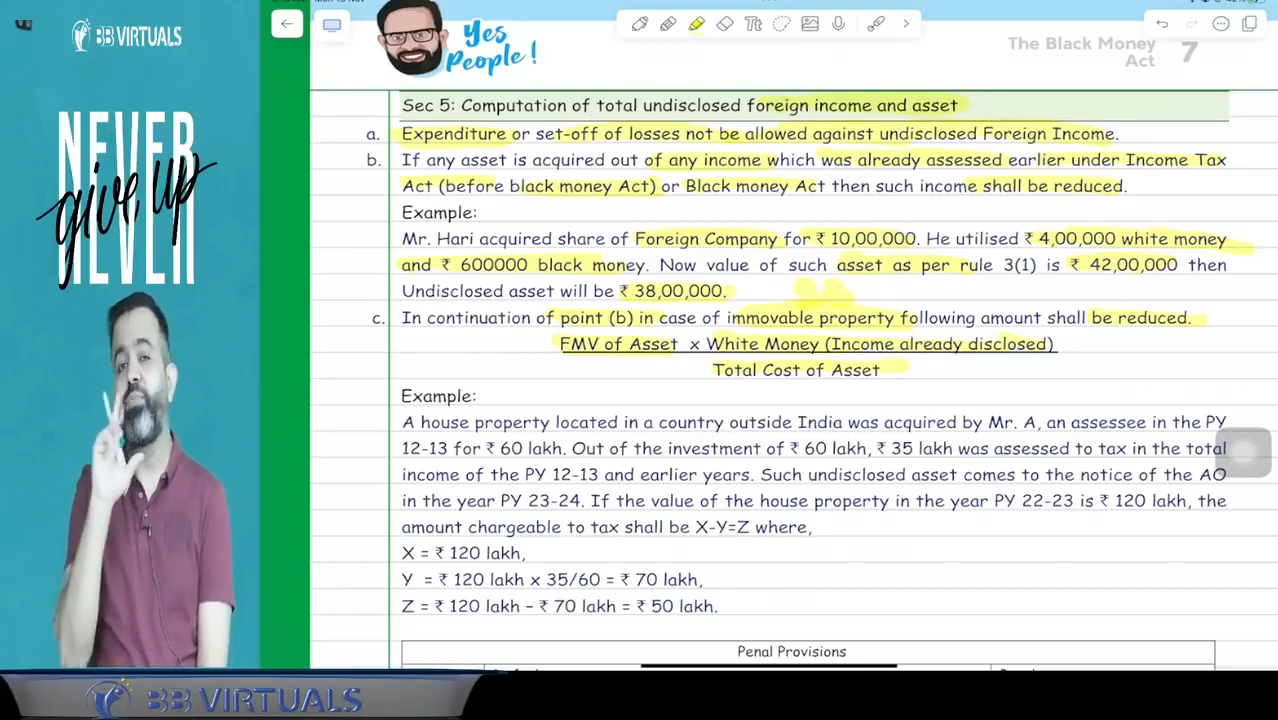 BB VIRTUALS
NEVER
give up
NEVER
Yes
People !
The Black Money
Act
7
Sec 5: Computation of total undisclosed foreign income and asset
a. Expenditure or set-off of losses not be allowed against undisclosed Foreign Income.
b. If any asset is acquired out of any income which was already assessed earlier under Income Tax
Act (before black money Act) or Black money Act then such income shall be reduced.
Example:
Mr. Hari acquired share of Foreign Company for ₹ 10,00,000. He utilised ₹ 4,00,000 white money
and ₹ 600000 black money. Now value of such asset as per rule 3(1) is ₹ 42,00,000 then
Undisclosed asset will be ₹ 38,00,000.
c. In continuation of point (b) in case of immovable property following amount shall be reduced.
FMV of Asset x White Money (Income already disclosed)
Total Cost of Asset
Example:
A house property located in a country outside India was acquired by Mr. A, an assessee in the PY
12-13 for ₹ 60 lakh. Out of the investment of ₹ 60 lakh, ₹ 35 lakh was assessed to tax in the total
income of the PY 12-13 and earlier years. Such undisclosed asset comes to the notice of the AO
in the year PY 23-24. If the value of the house property in the year PY 22-23 is ₹ 120 lakh, the
amount chargeable to tax shall be X-Y=Z where,
X = ₹ 120 lakh,
Y = ₹ 120 lakh x 35/60 = ₹ 70 lakh,
Z = ₹ 120 lakh – ₹ 70 lakh = ₹ 50 lakh.
Penal Provisions
BB VIRTUALS